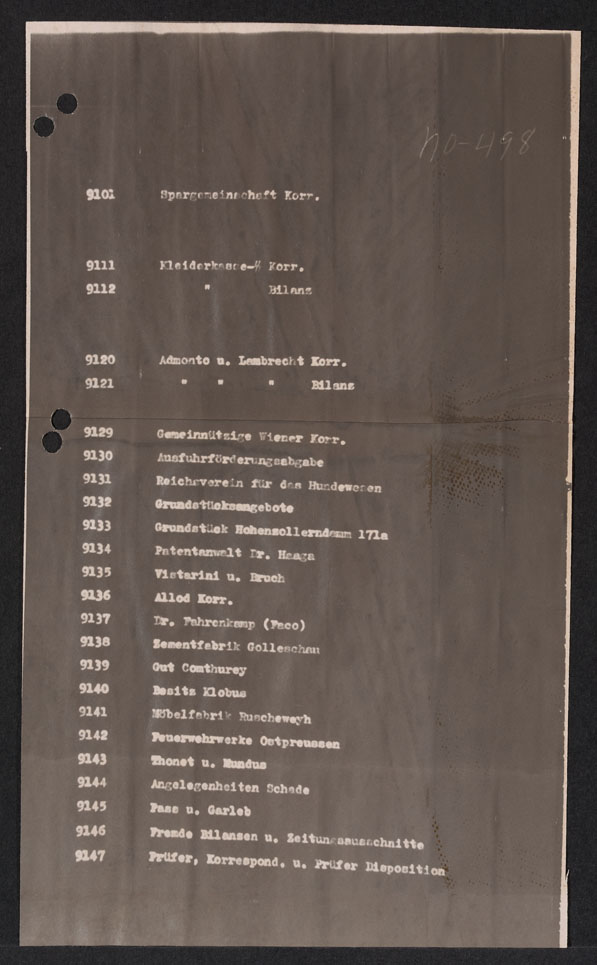 NO-498
9101 Spargemeinschaft Korr.
9111 Kleiderkasse-ᛋᛋ Korr.
9112 " Bilanz
9120 Admonto u. Lambrecht Korr.
9121 " " " Bilanz
9129 Gemeinnützige Wiener Korr.
9130 Ausfuhrförderungsabgabe
9131 Reichsverein für das Hundewesen
9132 Grundstücksangebote
9133 Grundstück Hohenzollerndamm 171a
9134 Patentanwalt Dr. Haaga
9135 Vistarini u. Bruch
9136 Allod Korr.
9137 Dr. Fahrenkamp (Faco)
9138 Zementfabrik Golleschau
9139 Gut Comthurey
9140 Besitz Klobus
9141 Möbelfabrik Ruscheweyh
9142 Feuerwehrwerke Ostpreussen
9143 Thonet u. Mundus
9144 Angelegenheiten Schade
9145 Pass u. Garleb
9146 Fremde Bilanzen u. Zeitungsausschnitte
9147 Prüfer, Korrespond. u. Prüfer Disposition